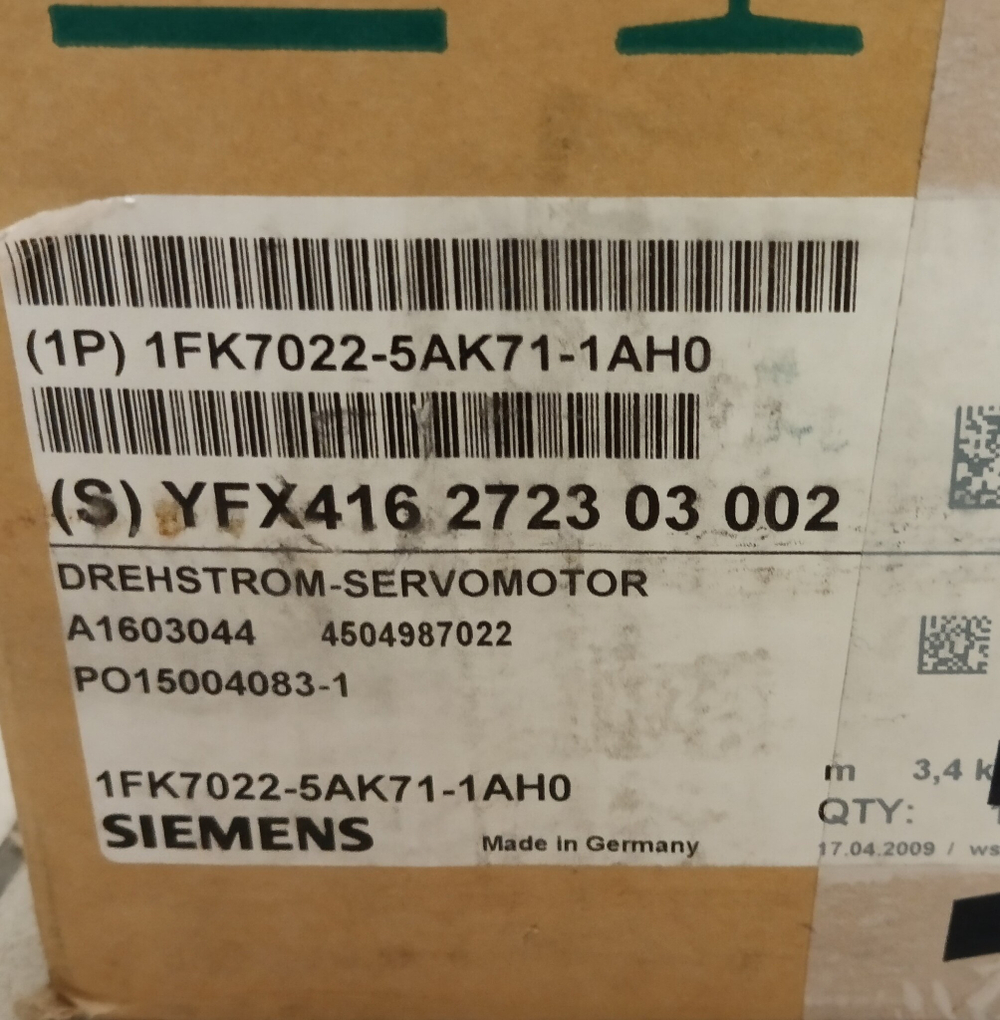 (1P) 1FK7022-5AK71-1AH0
(S) YFX416 2723 03 002
DREHSTROM-SERVOMOTOR
A1603044 4504987022
PO15004083-1
1FK7022-5AK71-1AH0
m 3,4 k
SIEMENS
Made in Germany
QTY:
17.04.2009 / ws